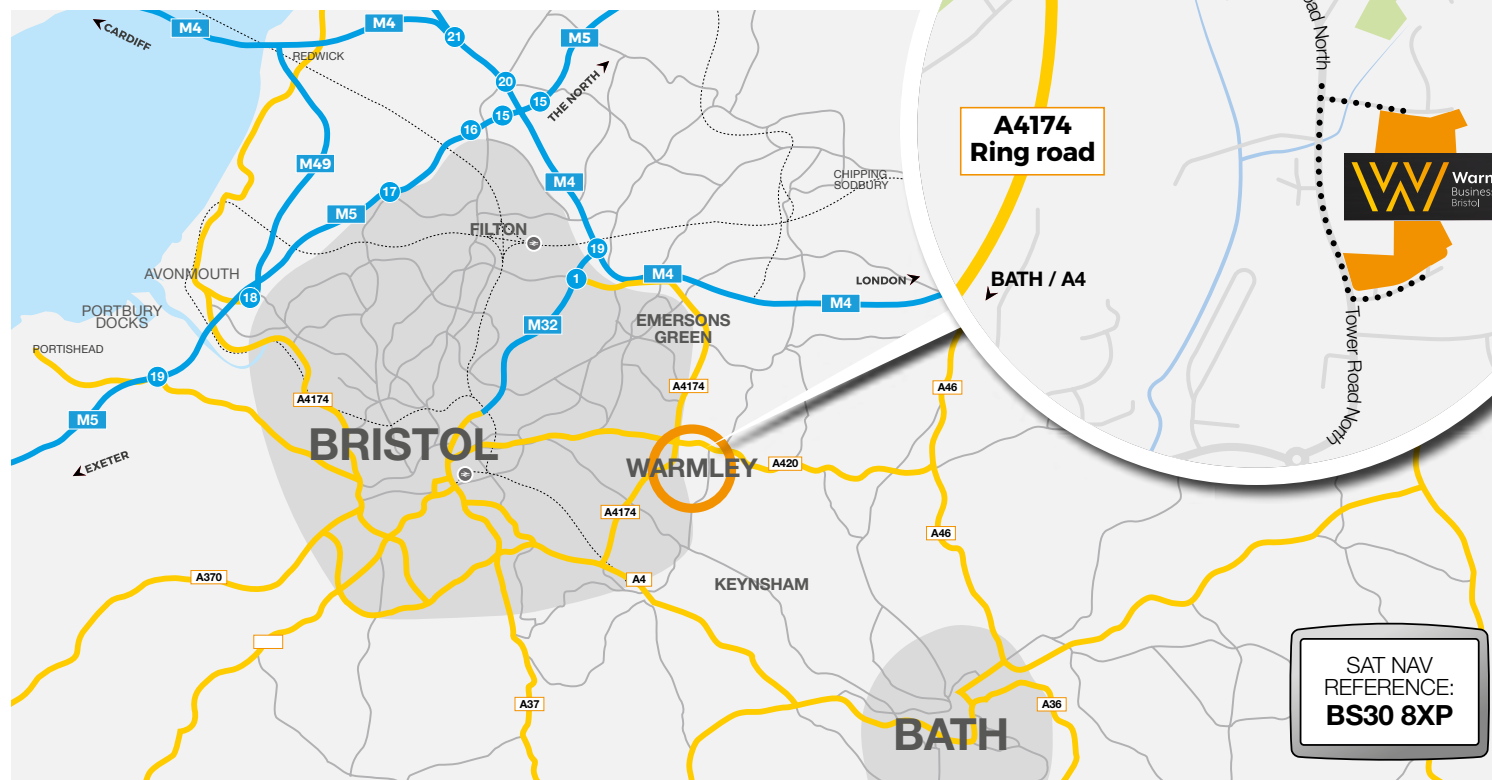 M4
M4
21
M5
CARDIFF
REDWICK
20
THE NORTH
15
15
16
M49
M4
17
M5
CHIPPING
SODBURY
FILTON
19
AVONMOUTH
1
M4
LONDON
18
M4
PORTBURY
DOCKS
M32
EMERSONS
GREEN
PORTISHEAD
19
A4174
A4174
A46
M5
BRISTOL
EXETER
WARMLEY
A420
A4174
A46
A370
A4
KEYNSHAM
A37
A36
BATH
A4174
Ring road
BATH / A4
North
Business
Bristol
Tower Road North
SAT NAV
REFERENCE:
BS30 8XP